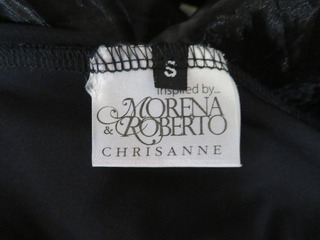 S
Inspired by...
MORENA
& ROBERTO
CHRISANNE